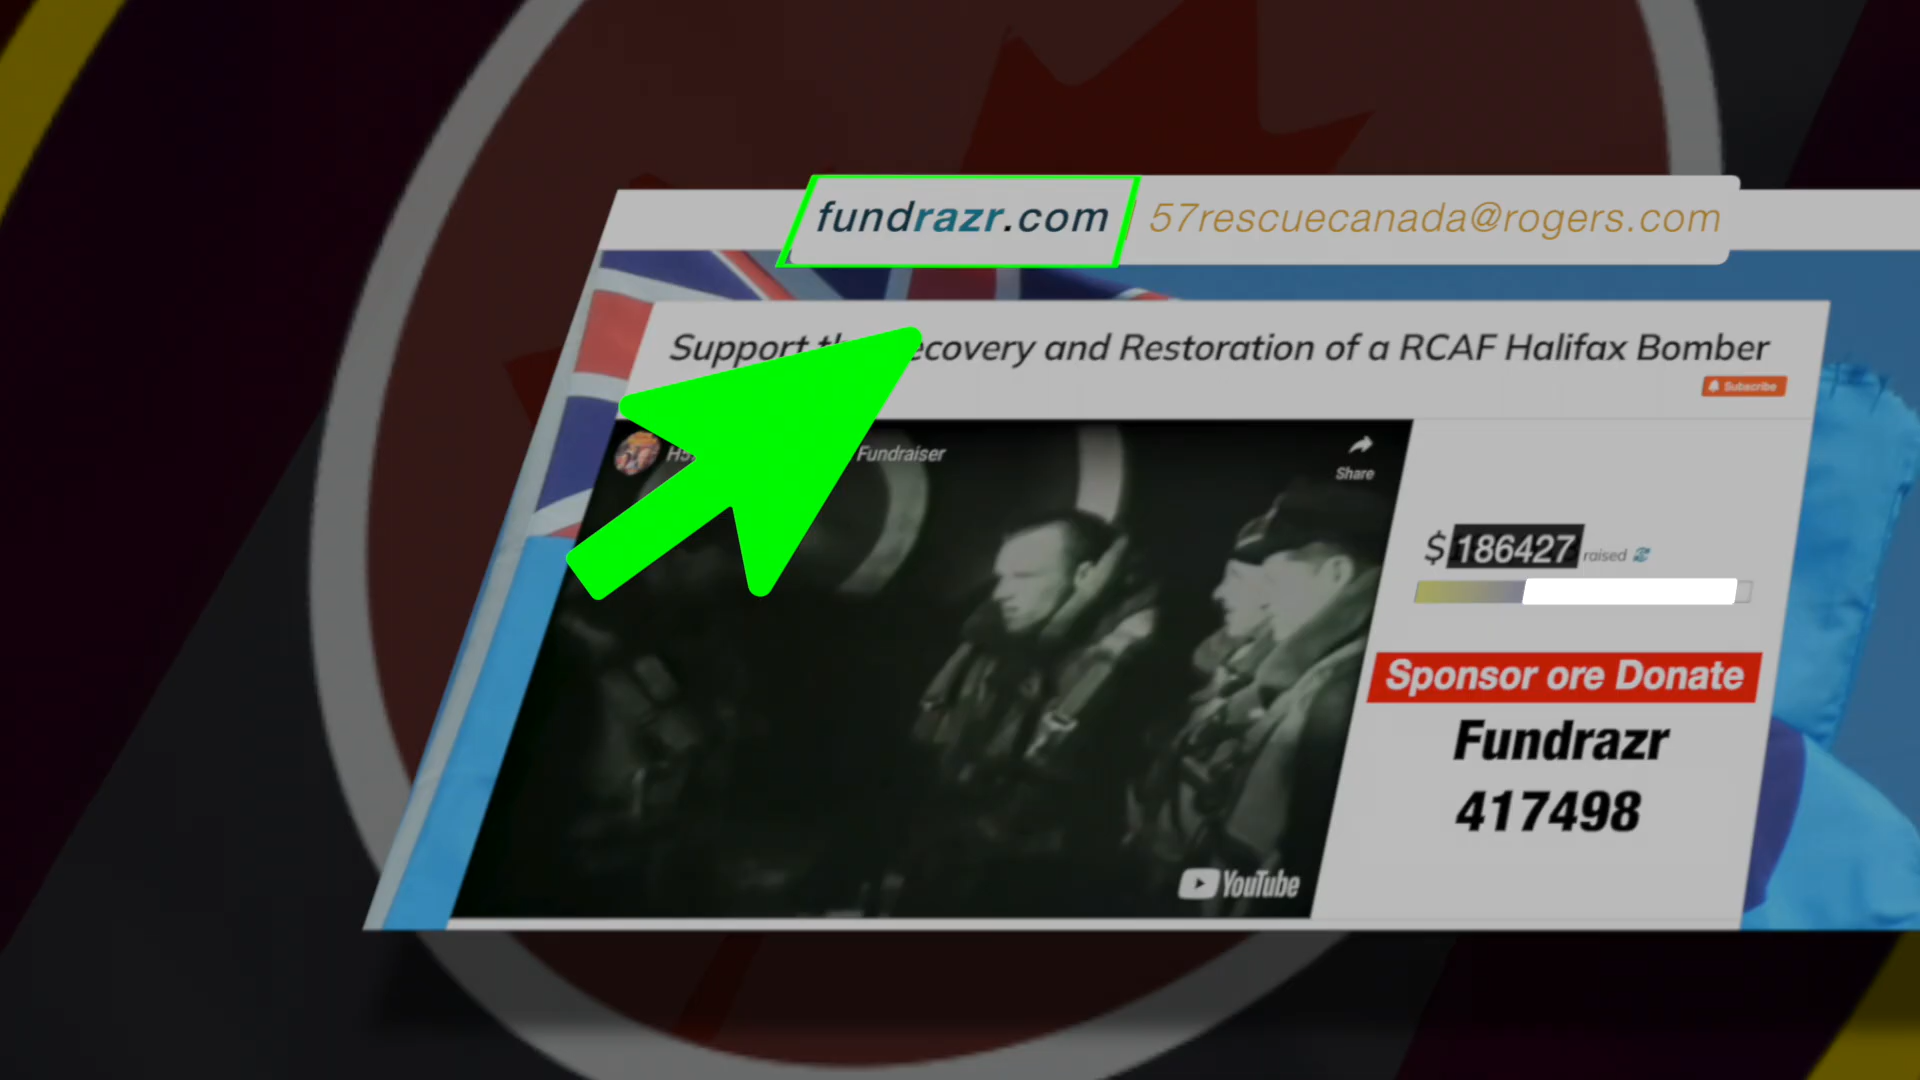 fundrazr.com 57rescuecanada@rogers.com
Support covery and Restoration of a RCAF Halifax Bomber
Subscribe
Fundraiser
Share
$186427 raised
Sponsor ore Donate
Fundrazr
417498
YouTube